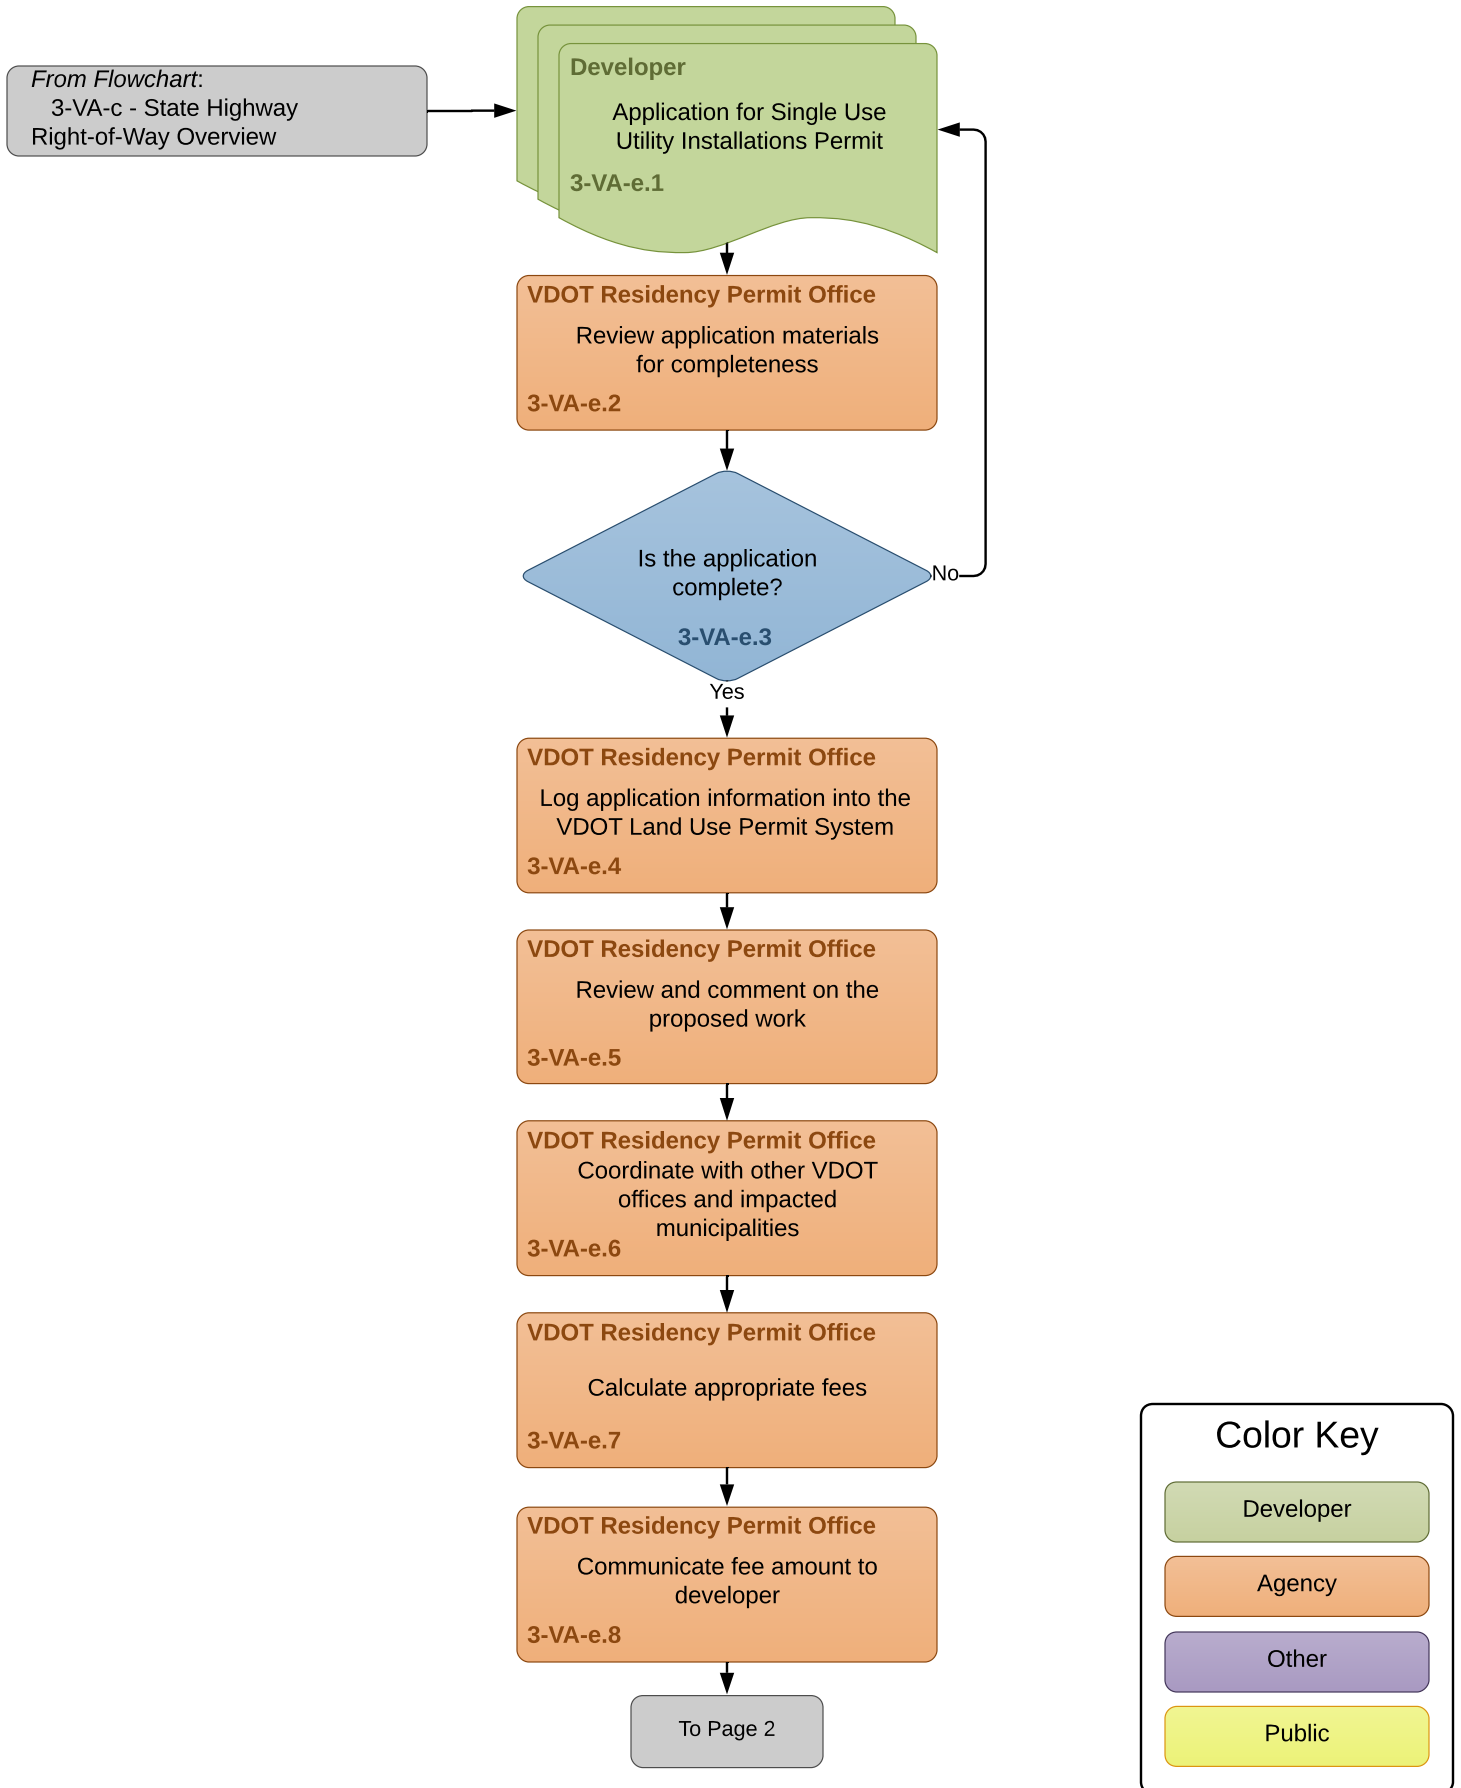 From Flowchart:
3-VA-c - State Highway
Right-of-Way Overview
Developer
Application for Single Use
Utility Installations Permit
3-VA-e.1
VDOT Residency Permit Office
Review application materials
for completeness
3-VA-e.2
Is the application
complete?
3-VA-e.3
No
Yes
VDOT Residency Permit Office
Log application information into the
VDOT Land Use Permit System
3-VA-e.4
VDOT Residency Permit Office
Review and comment on the
proposed work
3-VA-e.5
VDOT Residency Permit Office
Coordinate with other VDOT
offices and impacted
municipalities
3-VA-e.6
VDOT Residency Permit Office
Calculate appropriate fees
3-VA-e.7
VDOT Residency Permit Office
Communicate fee amount to
developer
3-VA-e.8
To Page 2
Color Key
Developer
Agency
Other
Public